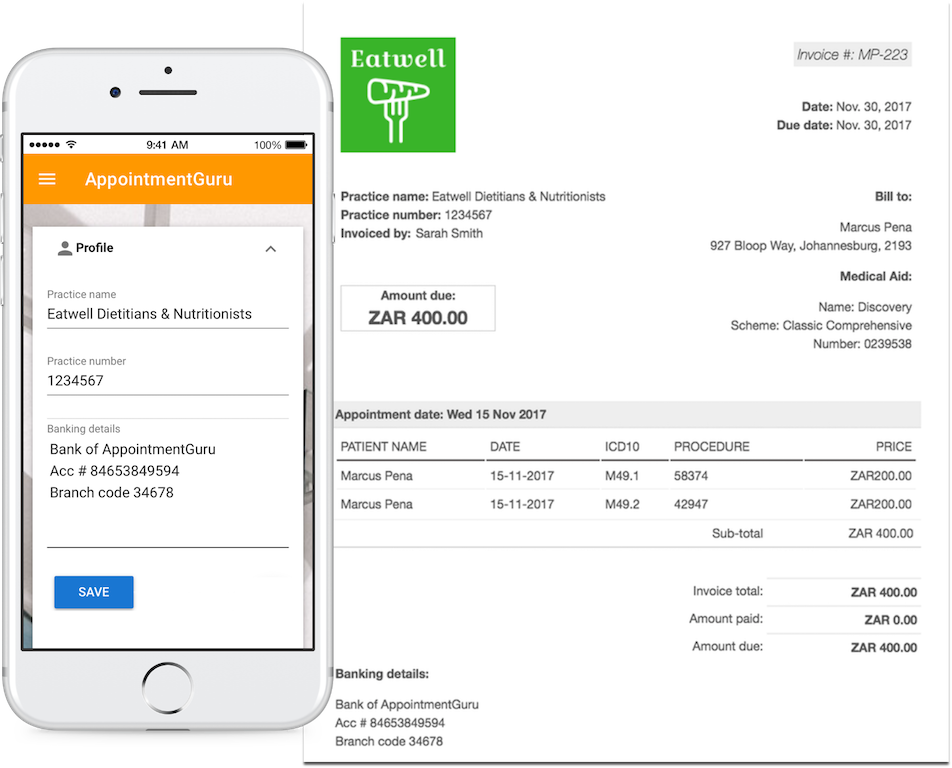 9:41 AM 100%
AppointmentGuru
Profile
Practice name
Eatwell Dietitians & Nutritionists
Practice number
1234567
Banking details
Bank of AppointmentGuru
Acc # 84653849594
Branch code 34678
SAVE
Eatwell
Invoice #: MP-223
Date: Nov. 30, 2017
Due date: Nov. 30, 2017
Practice name: Eatwell Dietitians & Nutritionists
Practice number: 1234567
Invoiced by: Sarah Smith
Bill to:
Marcus Pena
927 Bloop Way, Johannesburg, 2193
Medical Aid:
Name: Discovery
Scheme: Classic Comprehensive
Number: 0239538
Amount due:
ZAR 400.00
Appointment date: Wed 15 Nov 2017
PATIENT NAME DATE ICD10 PROCEDURE PRICE
Marcus Pena 15-11-2017 M49.1 58374 ZAR200.00
Marcus Pena 15-11-2017 M49.2 42947 ZAR200.00
Sub-total ZAR 400.00
Invoice total: ZAR 400.00
Amount paid: ZAR 0.00
Amount due: ZAR 400.00
Banking details:
Bank of AppointmentGuru
Acc # 84653849594
Branch code 34678